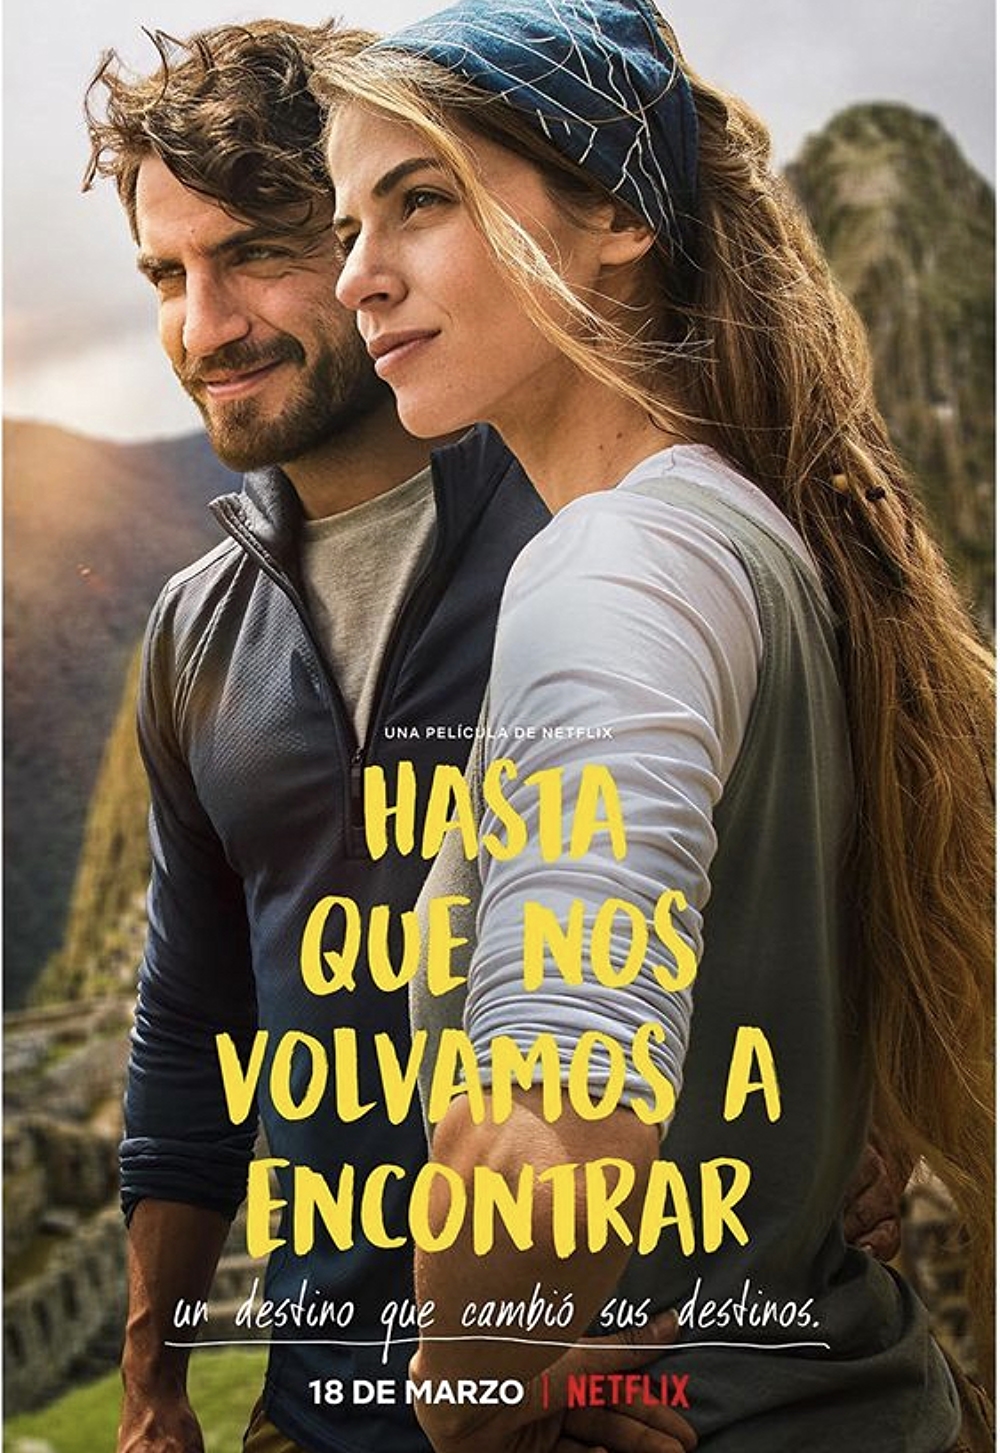 UNA PELÍCULA DE NETFLIX
HASTA
QUE NOS
VOLVAMOS A
ENCONTRAR
un destino que cambió sus destinos.
18 DE MARZO | NETFLIX